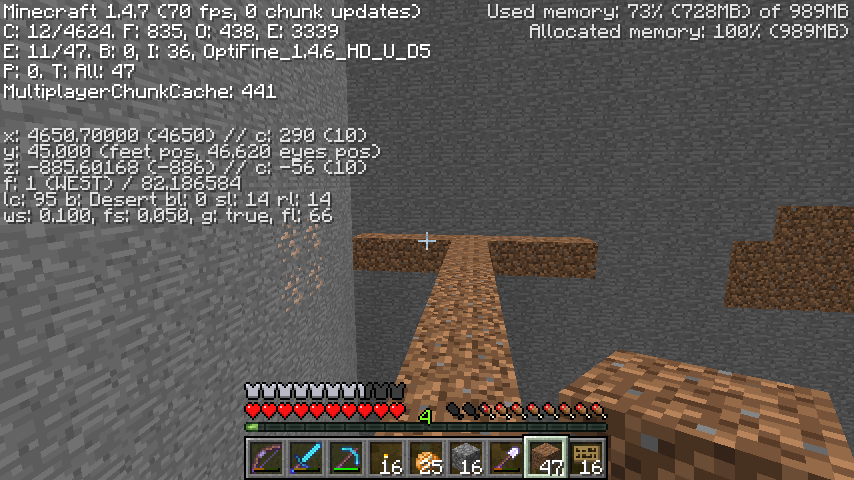 Minecraft 1.4.7 (70 fps, 0 chunk updates)
C: 12/4624, F: 835, O: 438, E: 3339
E: 11/47, B: 0, I: 36, OptiFine_1.4.6_HD_U_D5
P: 0, T: All: 47
MultiplayerChunkCache: 441
Used memory: 73% (728MB) of 989MB
Allocated memory: 100% (989MB)
x: 4650.70000 (4650) // c: 290 (10)
y: 45.000 (feet pos, 46.620 eyes pos)
z: -885.60168 (-886) // c: -56 (10)
f: 1 (WEST) / 82.186584
lc: 95 b: Desert bl: 0 sl: 14 rl: 14
ws: 0.100, fs: 0.050, g: true, fl: 66
4
16 25 16 47 16